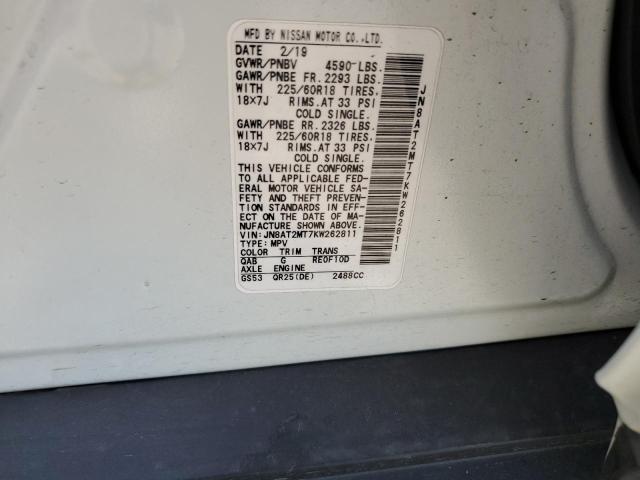 MFD BY NISSAN MOTOR CO.,LTD.
DATE 2/19
GVWR/PNBV 4590 LBS.
GAWR/PNBE FR. 2293 LBS.
WITH 225/60R18 TIRES.
18X7J RIMS.AT 33 PSI
COLD SINGLE.
GAWR/PNBE RR. 2326 LBS.
WITH 225/60R18 TIRES.
18X7J RIMS.AT 33 PSI
COLD SINGLE.
THIS VEHICLE CONFORMS
TO ALL APPLICABLE FED-
ERAL MOTOR VEHICLE SA-
FETY AND THEFT PREVEN-
TION STANDARDS IN EFF-
ECT ON THE DATE OF MA-
NUFACTURE SHOWN ABOVE.
VIN: JN8AT2MT7KW262811
TYPE: MPV
COLOR TRIM TRANS
QAB G RE0F10D
AXLE ENGINE
GS53 QR25(DE) 2488CC
JN8AT2MT7KW262811